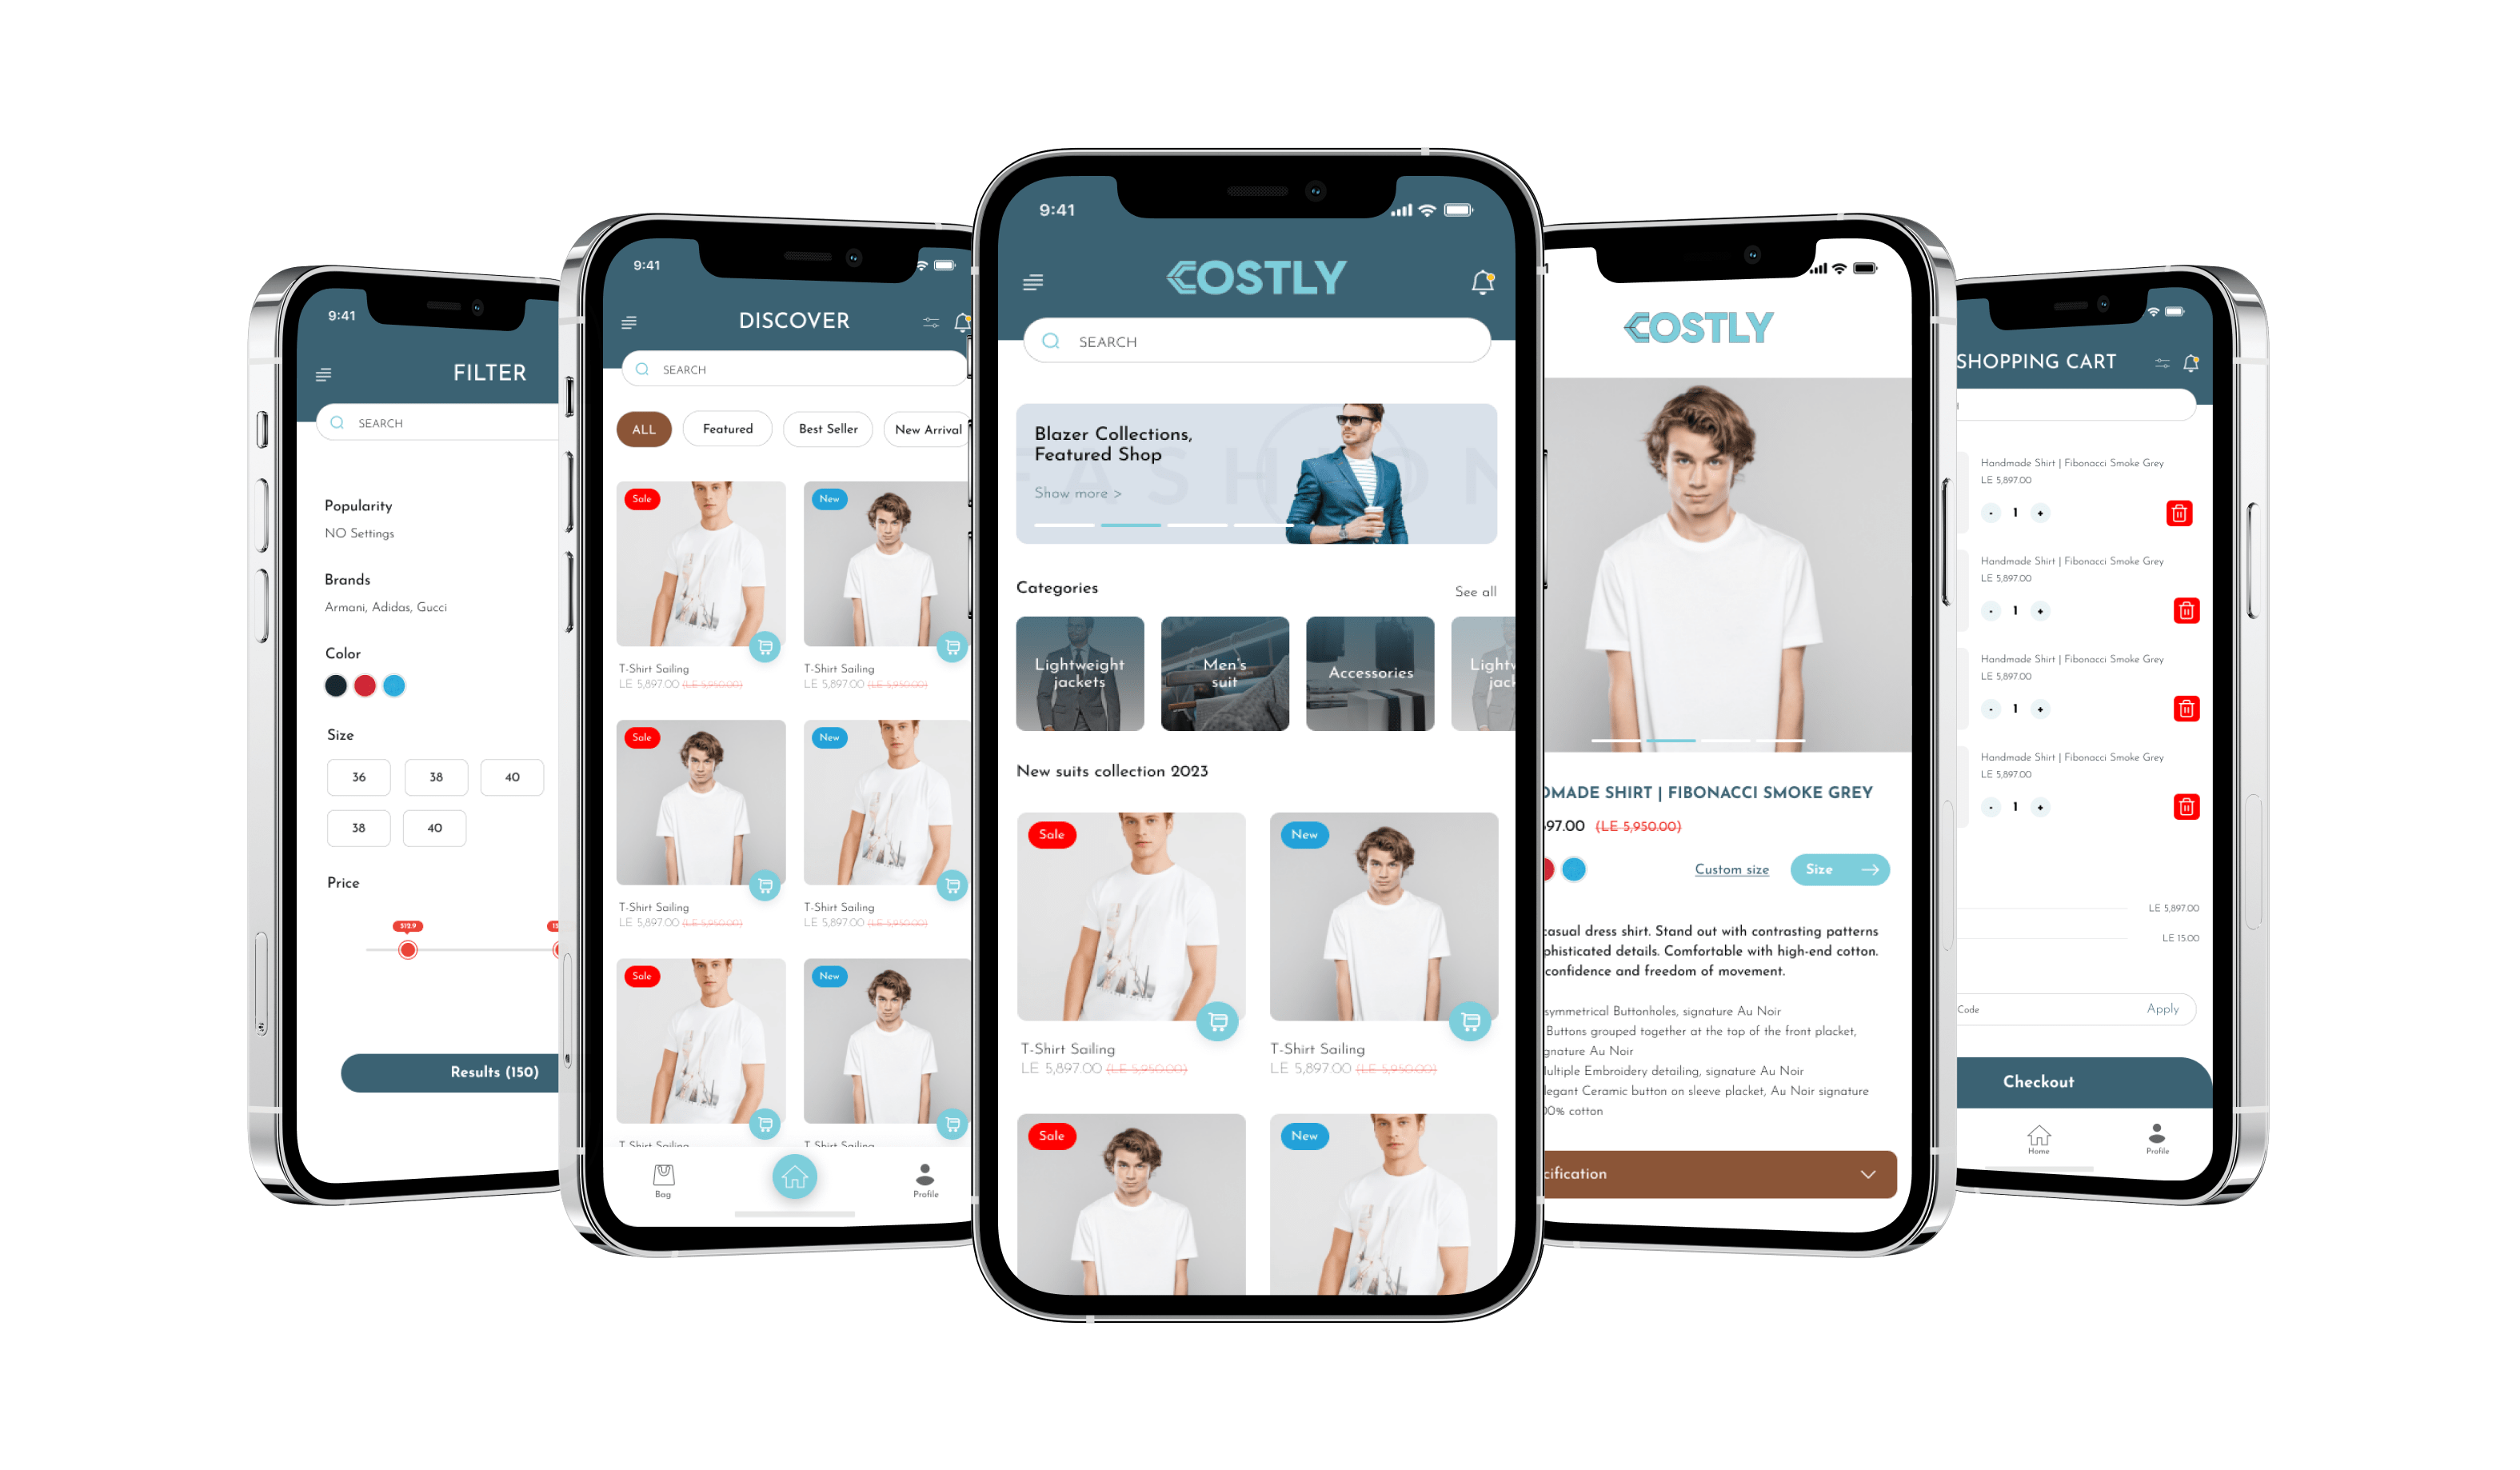 9:41
FILTER
SEARCH
Popularity
NO Settings
Brands
Armani, Adidas, Gucci
Color
Size
36
38
40
38
40
Price
$12.9
Results (150)
9:41
DISCOVER
SEARCH
ALL
Featured
Best Seller
New Arrival
Sale
New
T-Shirt Sailing
LE 5,897.00 (LE 5,950.00)
T-Shirt Sailing
LE 5,897.00 (LE 5,950.00)
Sale
New
T-Shirt Sailing
LE 5,897.00 (LE 5,950.00)
T-Shirt Sailing
LE 5,897.00 (LE 5,950.00)
Sale
New
T-Shirt Sailing
T-Shirt Sailing
Bag
Profile
9:41
COSTLY
SEARCH
FASHION
Blazer Collections,
Featured Shop
Show more >
Categories
See all
Lightweight
jackets
Men's
suit
Accessories
Lightw
jack
New suits collection 2023
Sale
New
T-Shirt Sailing
LE 5,897.00 (LE 5,950.00)
T-Shirt Sailing
LE 5,897.00 (LE 5,950.00)
Sale
New
COSTLY
DMADE SHIRT | FIBONACCI SMOKE GREY
397.00 (LE 5,950.00)
Custom size
Size
casual dress shirt. Stand out with contrasting patterns
phisticated details. Comfortable with high-end cotton.
confidence and freedom of movement.
symmetrical Buttonholes, signature Au Noir
Buttons grouped together at the top of the front placket,
gnature Au Noir
Multiple Embroidery detailing, signature Au Noir
legant Ceramic button on sleeve placket, Au Noir signature
00% cotton
cification
SHOPPING CART
Handmade Shirt | Fibonacci Smoke Grey
LE 5,897.00
- 1 +
Handmade Shirt | Fibonacci Smoke Grey
LE 5,897.00
- 1 +
Handmade Shirt | Fibonacci Smoke Grey
LE 5,897.00
- 1 +
Handmade Shirt | Fibonacci Smoke Grey
LE 5,897.00
- 1 +
LE 5,897.00
LE 15.00
Code
Apply
Checkout
Home
Profile